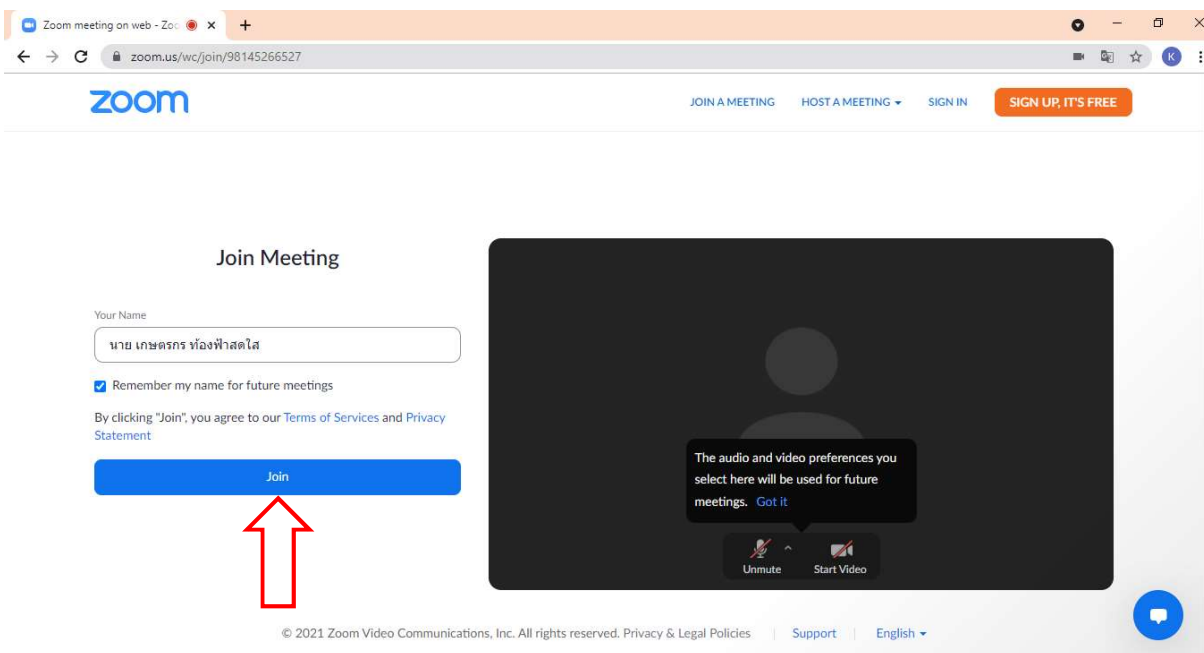 Zoom meeting on web - Zoo
zoom.us/wc/join/98145266527
K
zoom
JOIN A MEETING HOST A MEETING SIGN IN SIGN UP, IT'S FREE
Join Meeting
Your Name
นาย เกษตรกร ท้องฟ้าสดใส
Remember my name for future meetings
By clicking "Join", you agree to our Terms of Services and Privacy
Statement
Join
The audio and video preferences you
select here will be used for future
meetings. Got it
Unmute Start Video
© 2021 Zoom Video Communications, Inc. All rights reserved. Privacy & Legal Policies Support English